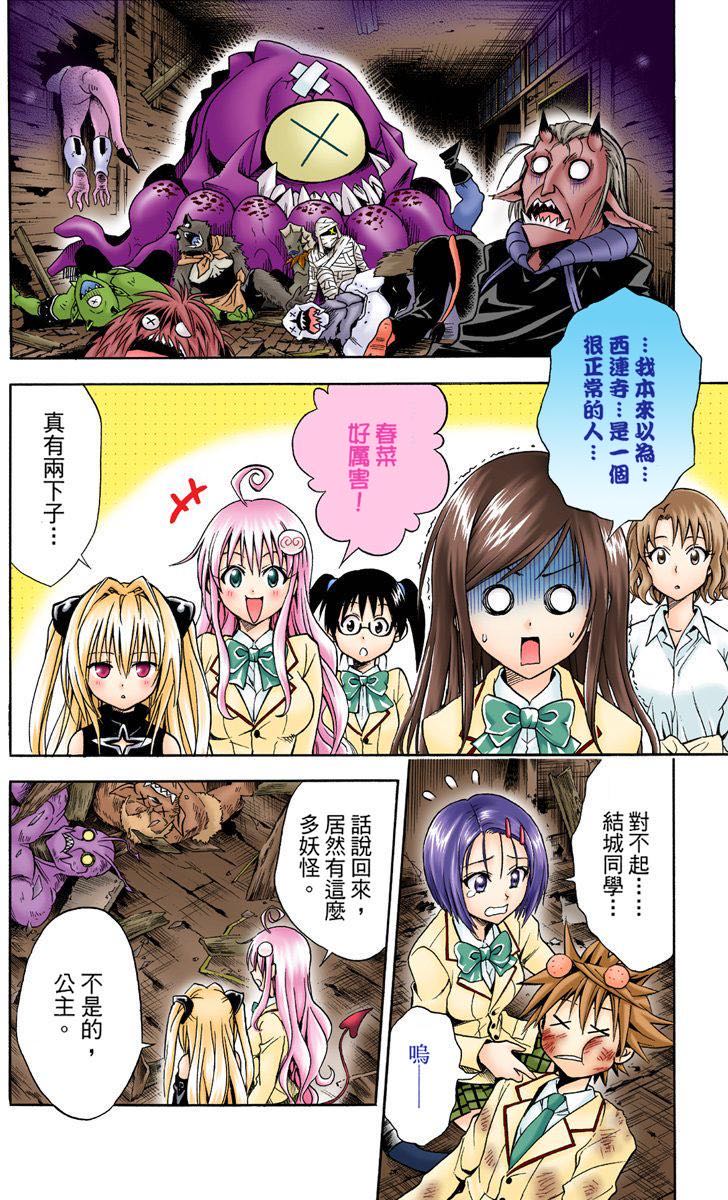 …我本來以為…
西連寺…是一個
很正常的人…
春菜
好厲害！
真有兩下子…
對不起……
結城同學…
嗚——
話說回來，
居然有這麼
多妖怪。
不是的，
公主。